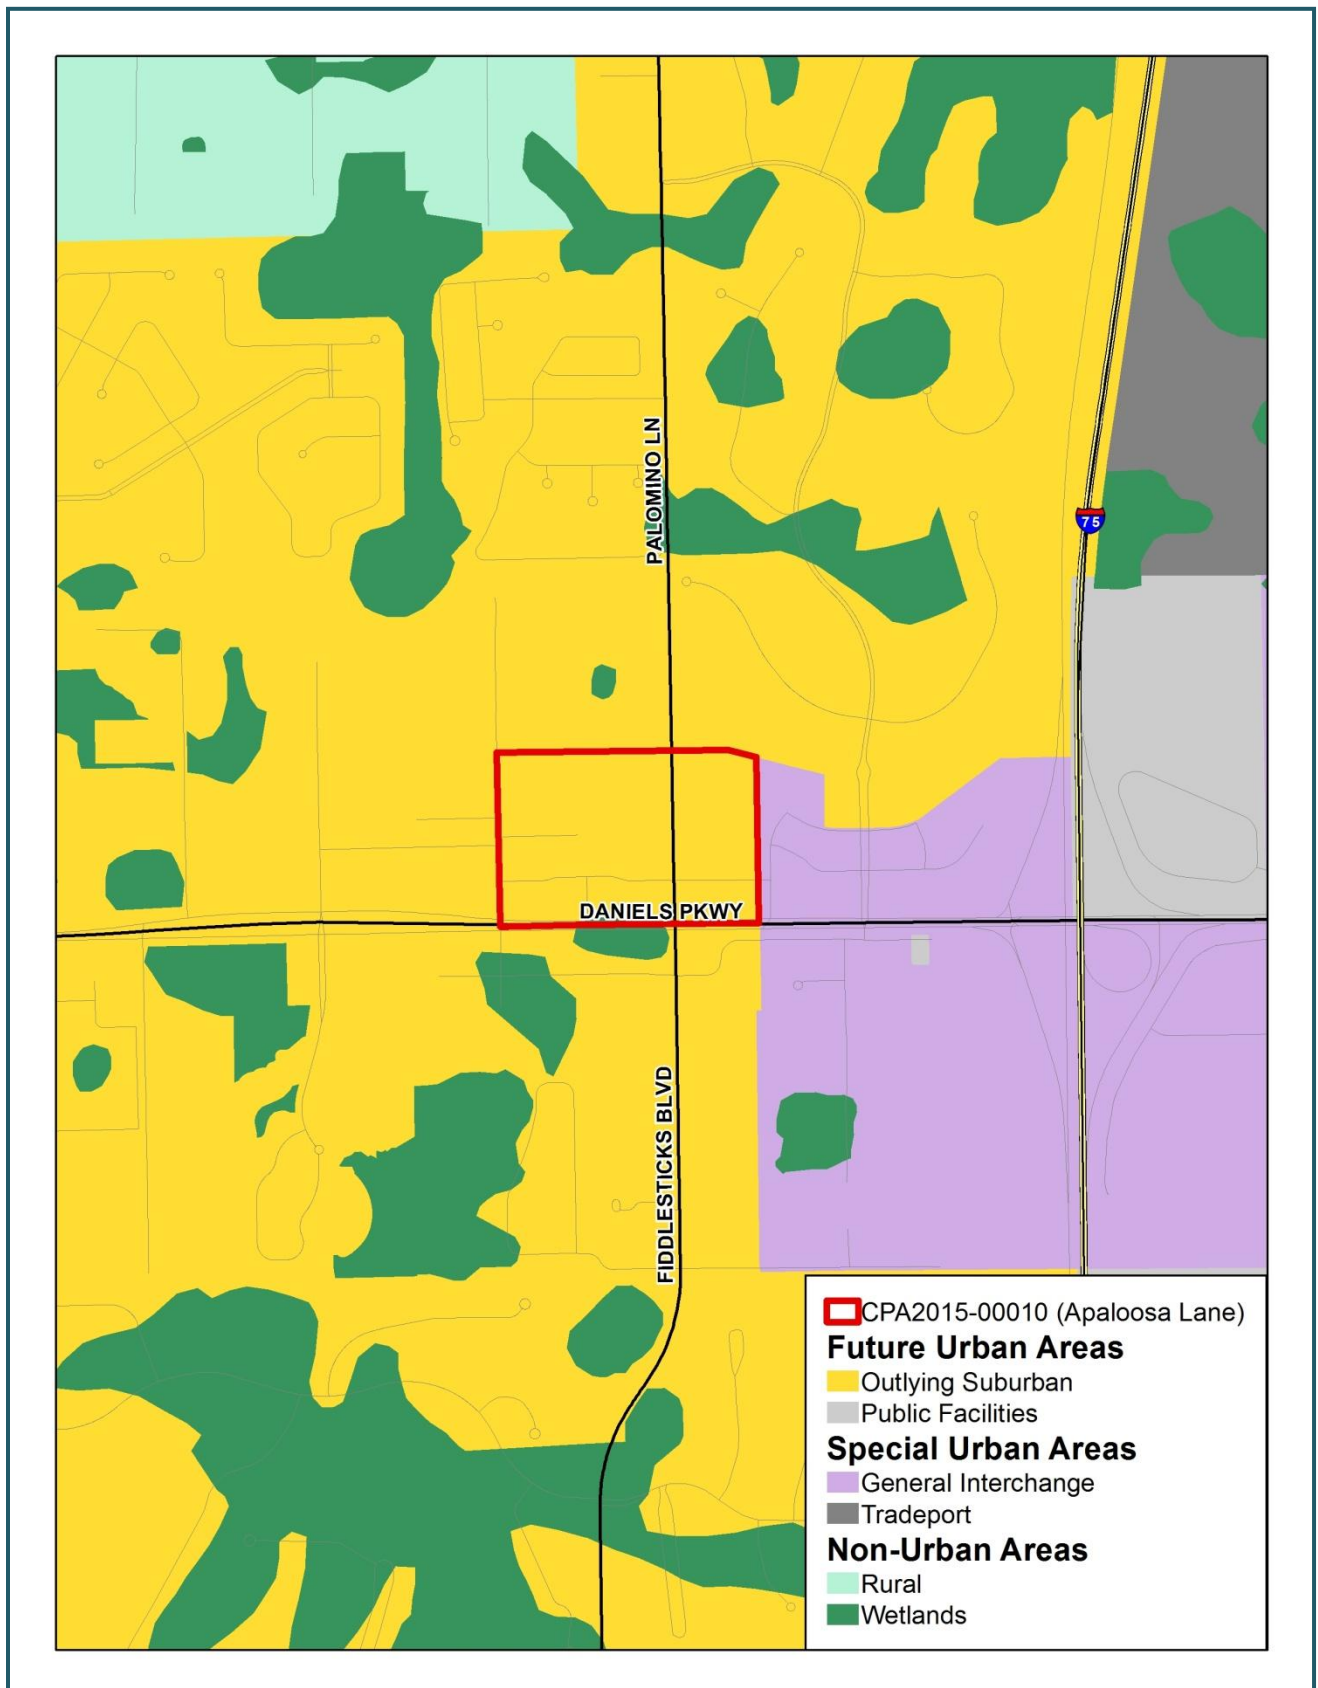 PALOMINO LN
75
DANIELS PKWY
FIDDLESTICKS BLVD
CPA2015-00010 (Apaloosa Lane)
Future Urban Areas
Outlying Suburban
Public Facilities
Special Urban Areas
General Interchange
Tradeport
Non-Urban Areas
Rural
Wetlands